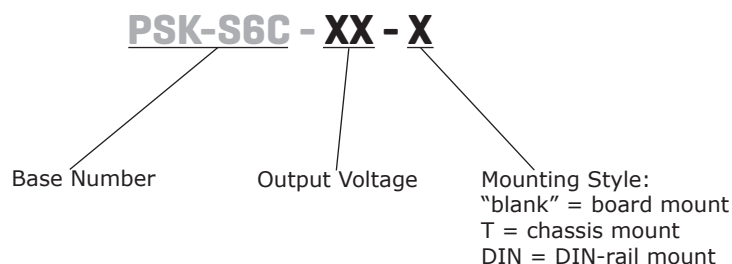 PSK-S6C - XX - X
Base Number
Output Voltage
Mounting Style:
“blank” = board mount
T = chassis mount
DIN = DIN-rail mount